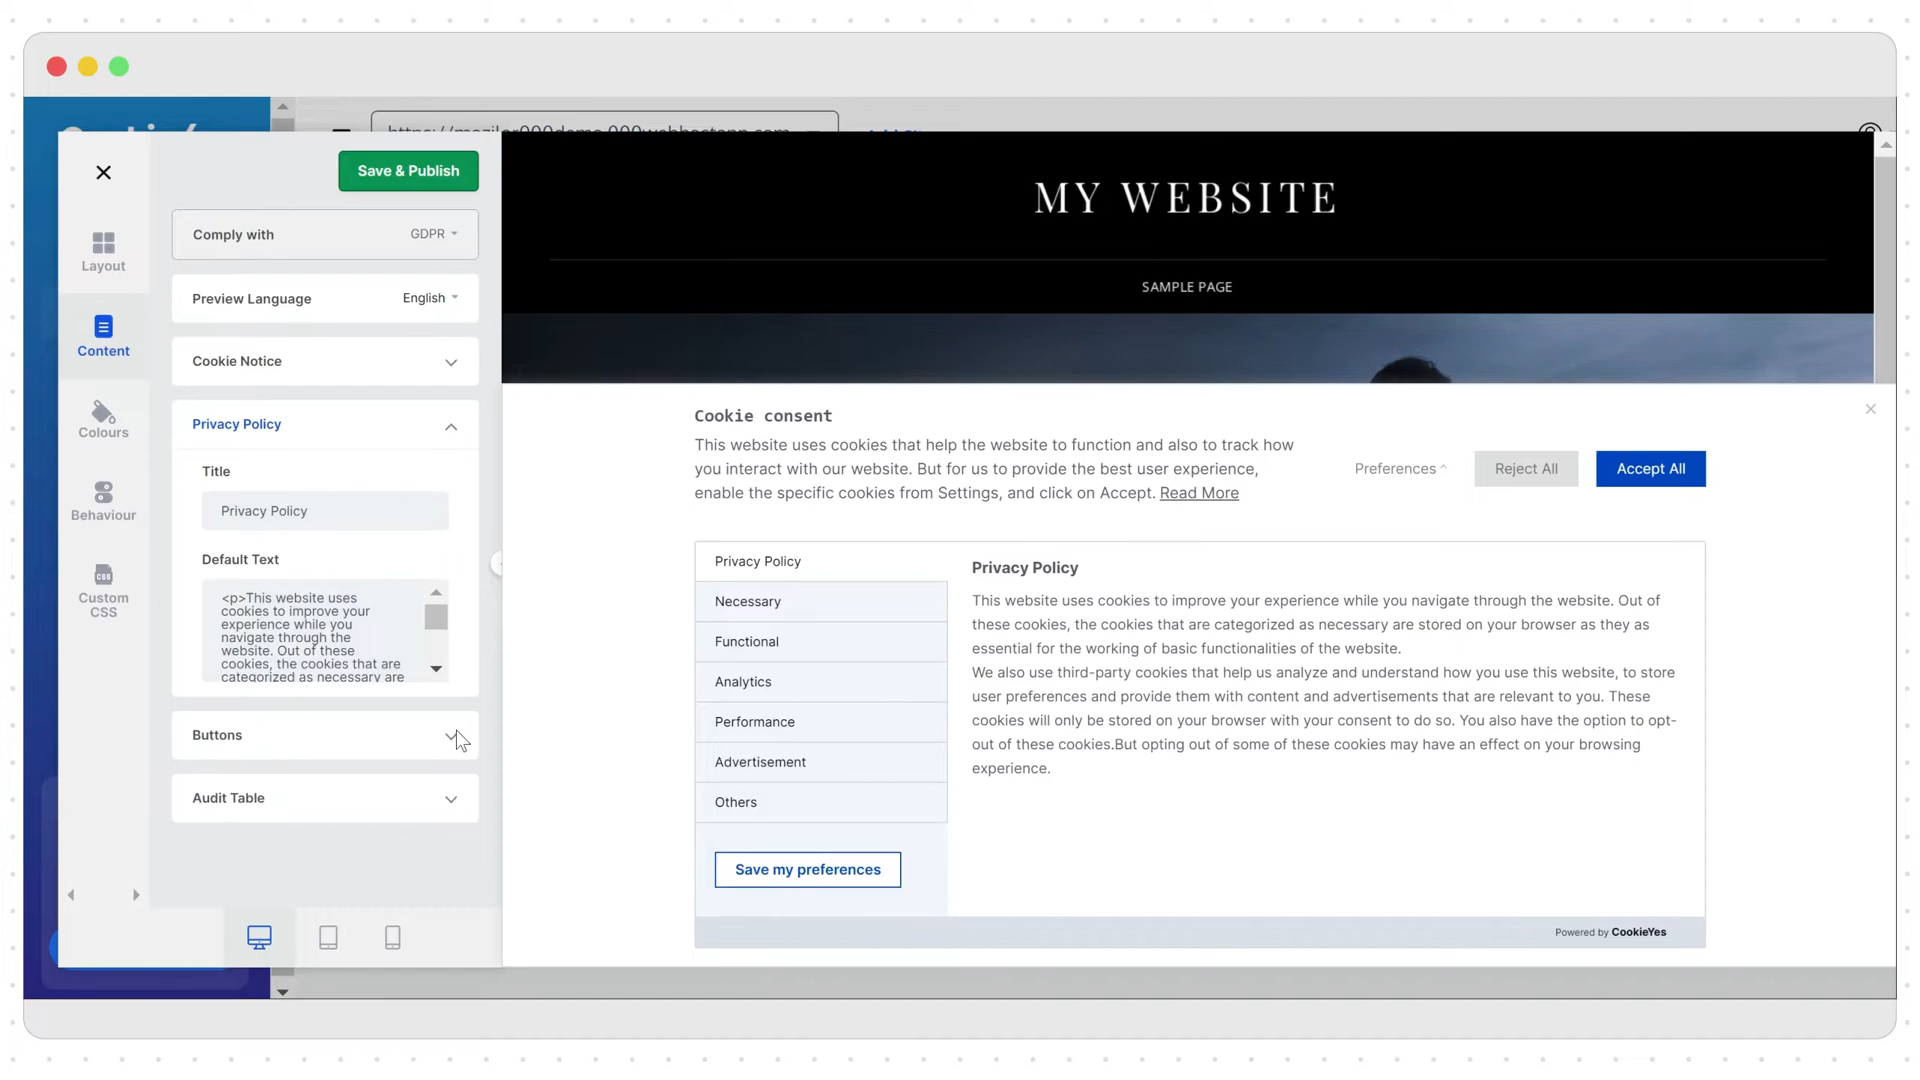 Save & Publish
Comply with
GDPR
Preview Language
English
Cookie Notice
Privacy Policy
Title
Privacy Policy
Default Text
<p>This website uses
cookies to improve your
experience while you
navigate through the
website. Out of these
cookies, the cookies that are
categorized as necessary are
Buttons
Audit Table
Layout
Content
Colours
Behaviour
CSS
Custom
CSS
MY WEBSITE
SAMPLE PAGE
Cookie consent
This website uses cookies that help the website to function and also to track how
you interact with our website. But for us to provide the best user experience,
enable the specific cookies from Settings, and click on Accept. Read More
Preferences
Reject All
Accept All
Privacy Policy
Necessary
Functional
Analytics
Performance
Advertisement
Others
Save my preferences
Privacy Policy
This website uses cookies to improve your experience while you navigate through the website. Out of
these cookies, the cookies that are categorized as necessary are stored on your browser as they as
essential for the working of basic functionalities of the website.
We also use third-party cookies that help us analyze and understand how you use this website, to store
user preferences and provide them with content and advertisements that are relevant to you. These
cookies will only be stored on your browser with your consent to do so. You also have the option to opt-
out of these cookies.But opting out of some of these cookies may have an effect on your browsing
experience.
Powered by CookieYes